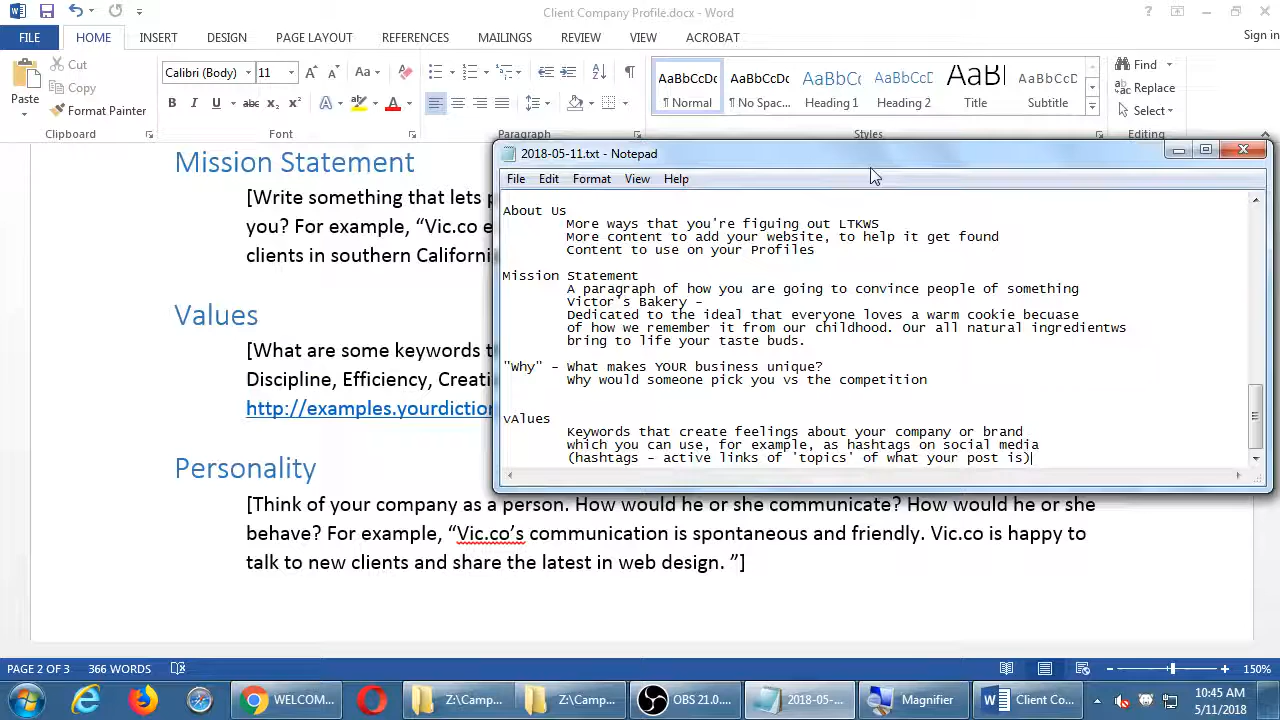 Client Company Profile.docx - Word
FILE HOME INSERT DESIGN PAGE LAYOUT REFERENCES MAILINGS REVIEW VIEW ACROBAT Sign in
Paste
Cut
Copy
Format Painter
Calibri (Body) 11
AaBbCcDc AaBbCcDc AaBbCc AaBbCcD AaB AaBbCcD
¶ Normal ¶ No Spac... Heading 1 Heading 2 Title Subtitl
Find
Replace
Select
Clipboard Font Paragraph Styles Editing
Mission Statement
[Write something that lets
you? For example, “Vic.co
clients in southern Californi
Values
[What are some keywords
Discipline, Efficiency,
http://examples.yourdiction
Personality
[Think of your company as a person. How would he or she communicate? How would he or she
behave? For example, “Vic.co’s communication is spontaneous and friendly. Vic.co is happy to
talk to new clients and share the latest in web design. ”]
2018-05-11.txt - Notepad
File Edit Format View Help
About Us
More ways that you're figuing out LTKWS
More content to add your website, to help it get found
Content to use on your Profiles
Mission Statement
A paragraph of how you are going to convince people of something
Victor's Bakery -
Dedicated to the ideal that everyone loves a warm cookie becuase
of how we remember it from our childhood. Our all natural ingredientws
bring to life your taste buds.
"Why" - What makes YOUR business unique?
Why would someone pick you vs the competition
vAlues
Keywords that create feelings about your company or brand
which you can use, for example, as hashtags on social media
(hashtags - active links of 'topics' of what your post is)
PAGE 2 OF 3 366 WORDS 150%
WELCOM... Z:\Camp... Z:\Camp... OBS 21.0.... 2018-05-... Magnifier Client Co... 10:45 AM
5/11/2018